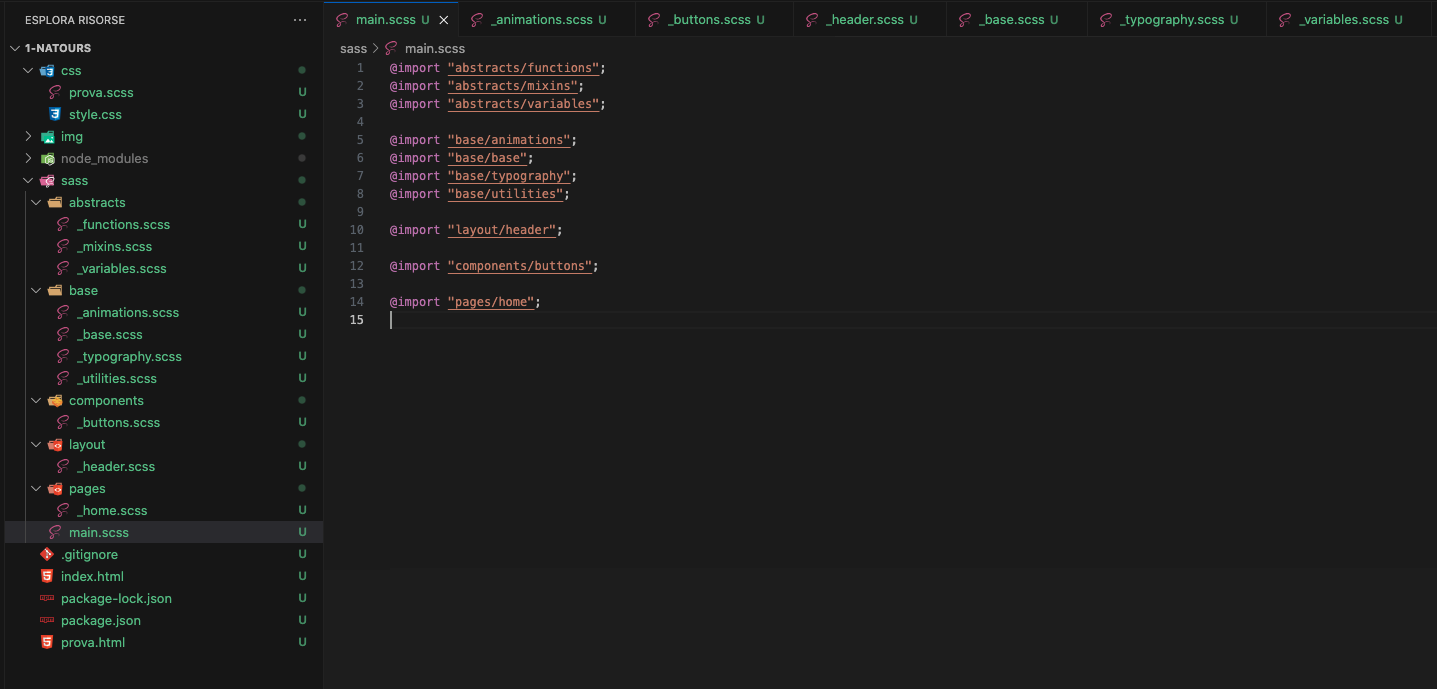 ESPLORA RISORSE ...
1-NATOURS
css
prova.scss U
style.css U
img
node_modules
sass
abstracts
_functions.scss U
_mixins.scss U
_variables.scss U
base
_animations.scss U
_base.scss U
_typography.scss U
_utilities.scss U
components
_buttons.scss U
layout
_header.scss U
pages
_home.scss U
main.scss U
.gitignore U
index.html U
package-lock.json U
package.json U
prova.html U
main.scss U _animations.scss U _buttons.scss U _header.scss U _base.scss U _typography.scss U _variables.scss U
sass > main.scss
1 @import "abstracts/functions";
2 @import "abstracts/mixins";
3 @import "abstracts/variables";
4
5 @import "base/animations";
6 @import "base/base";
7 @import "base/typography";
8 @import "base/utilities";
9
10 @import "layout/header";
11
12 @import "components/buttons";
13
14 @import "pages/home";
15